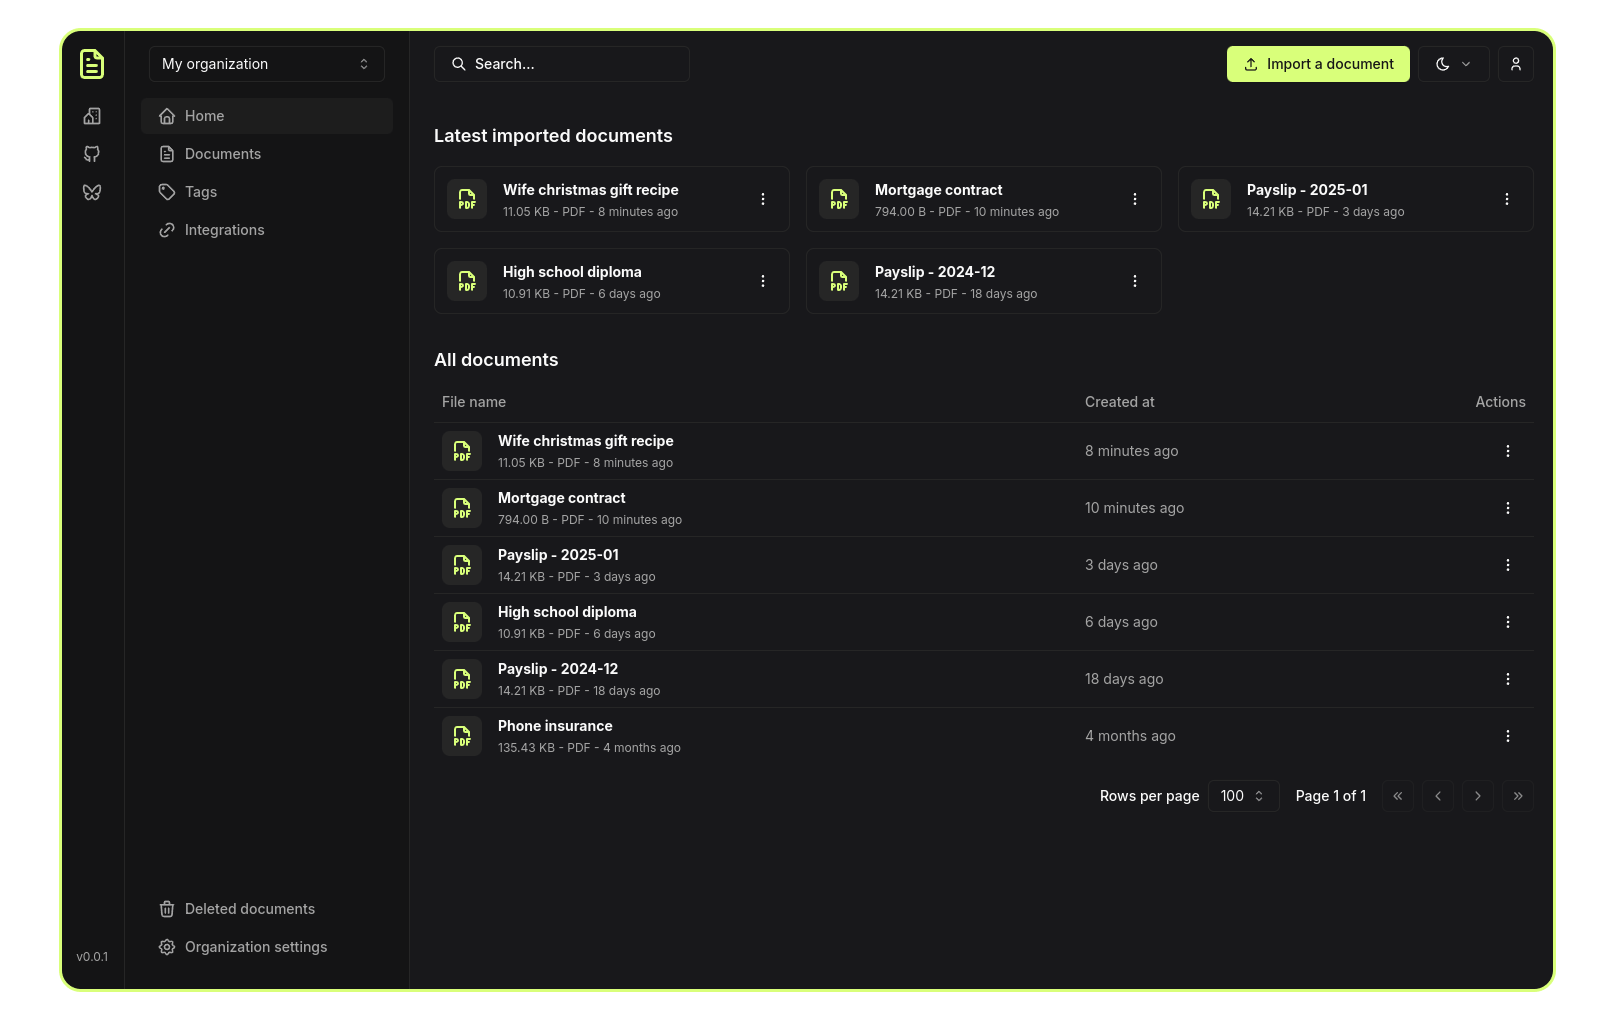 My organization
Search...
Import a document
Home
Documents
Tags
Integrations
Latest imported documents
Wife christmas gift recipe
11.05 KB - PDF - 8 minutes ago
Mortgage contract
794.00 B - PDF - 10 minutes ago
Payslip - 2025-01
14.21 KB - PDF - 3 days ago
High school diploma
10.91 KB - PDF - 6 days ago
Payslip - 2024-12
14.21 KB - PDF - 18 days ago
PDF
PDF
PDF
PDF
PDF
All documents
File name Created at Actions
PDF
Wife christmas gift recipe
11.05 KB - PDF - 8 minutes ago
8 minutes ago
PDF
Mortgage contract
794.00 B - PDF - 10 minutes ago
10 minutes ago
PDF
Payslip - 2025-01
14.21 KB - PDF - 3 days ago
3 days ago
PDF
High school diploma
10.91 KB - PDF - 6 days ago
6 days ago
PDF
Payslip - 2024-12
14.21 KB - PDF - 18 days ago
18 days ago
PDF
Phone insurance
135.43 KB - PDF - 4 months ago
4 months ago
Rows per page 100 Page 1 of 1
Deleted documents
Organization settings
v0.0.1